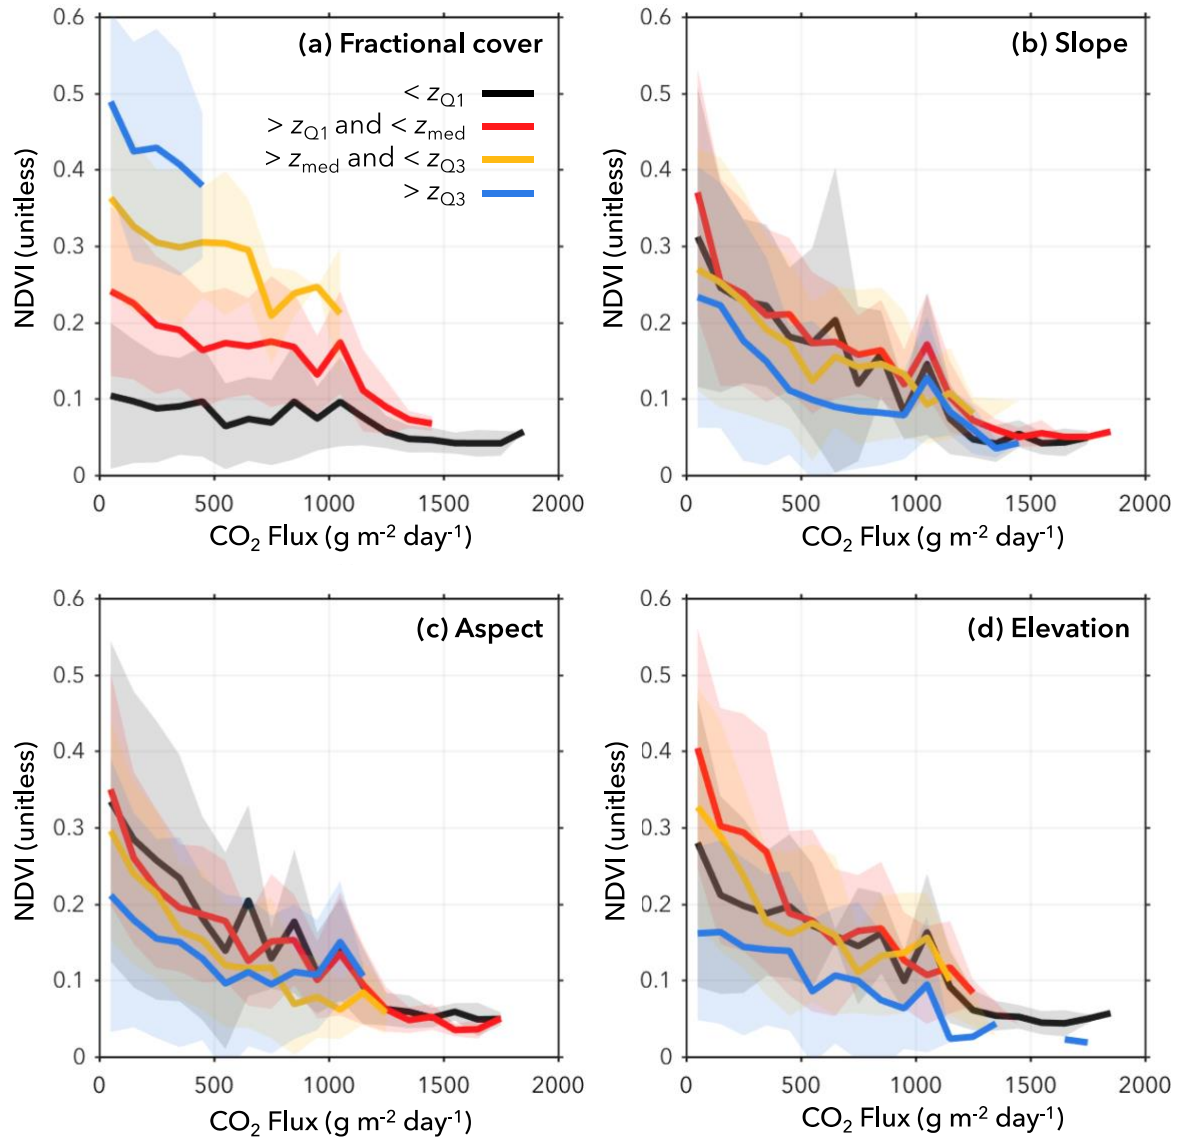 (a) Fractional cover
< zQ1
> zQ1 and < zmed
> zmed and < zQ3
> zQ3
0.6
0.5
0.4
0.3
0.2
0.1
0
NDVI (unitless)
0 500 1000 1500 2000
CO2 Flux (g m-2 day-1)
(b) Slope
0.6
0.5
0.4
0.3
0.2
0.1
0
NDVI (unitless)
0 500 1000 1500 2000
CO2 Flux (g m-2 day-1)
(c) Aspect
0.6
0.5
0.4
0.3
0.2
0.1
0
NDVI (unitless)
0 500 1000 1500 2000
CO2 Flux (g m-2 day-1)
(d) Elevation
0.6
0.5
0.4
0.3
0.2
0.1
0
NDVI (unitless)
0 500 1000 1500 2000
CO2 Flux (g m-2 day-1)